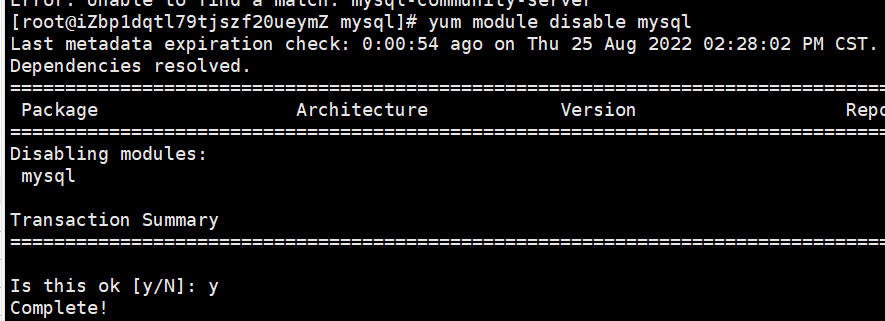 Error: Unable to find a match: mysql-community-server
[root@iZbp1dqtl79tjszf20ueymZ mysql]# yum module disable mysql
Last metadata expiration check: 0:00:54 ago on Thu 25 Aug 2022 02:28:02 PM CST.
Dependencies resolved.
================================================================================
Package Architecture Version Repo
================================================================================
Disabling modules:
mysql
Transaction Summary
================================================================================
Is this ok [y/N]: y
Complete!